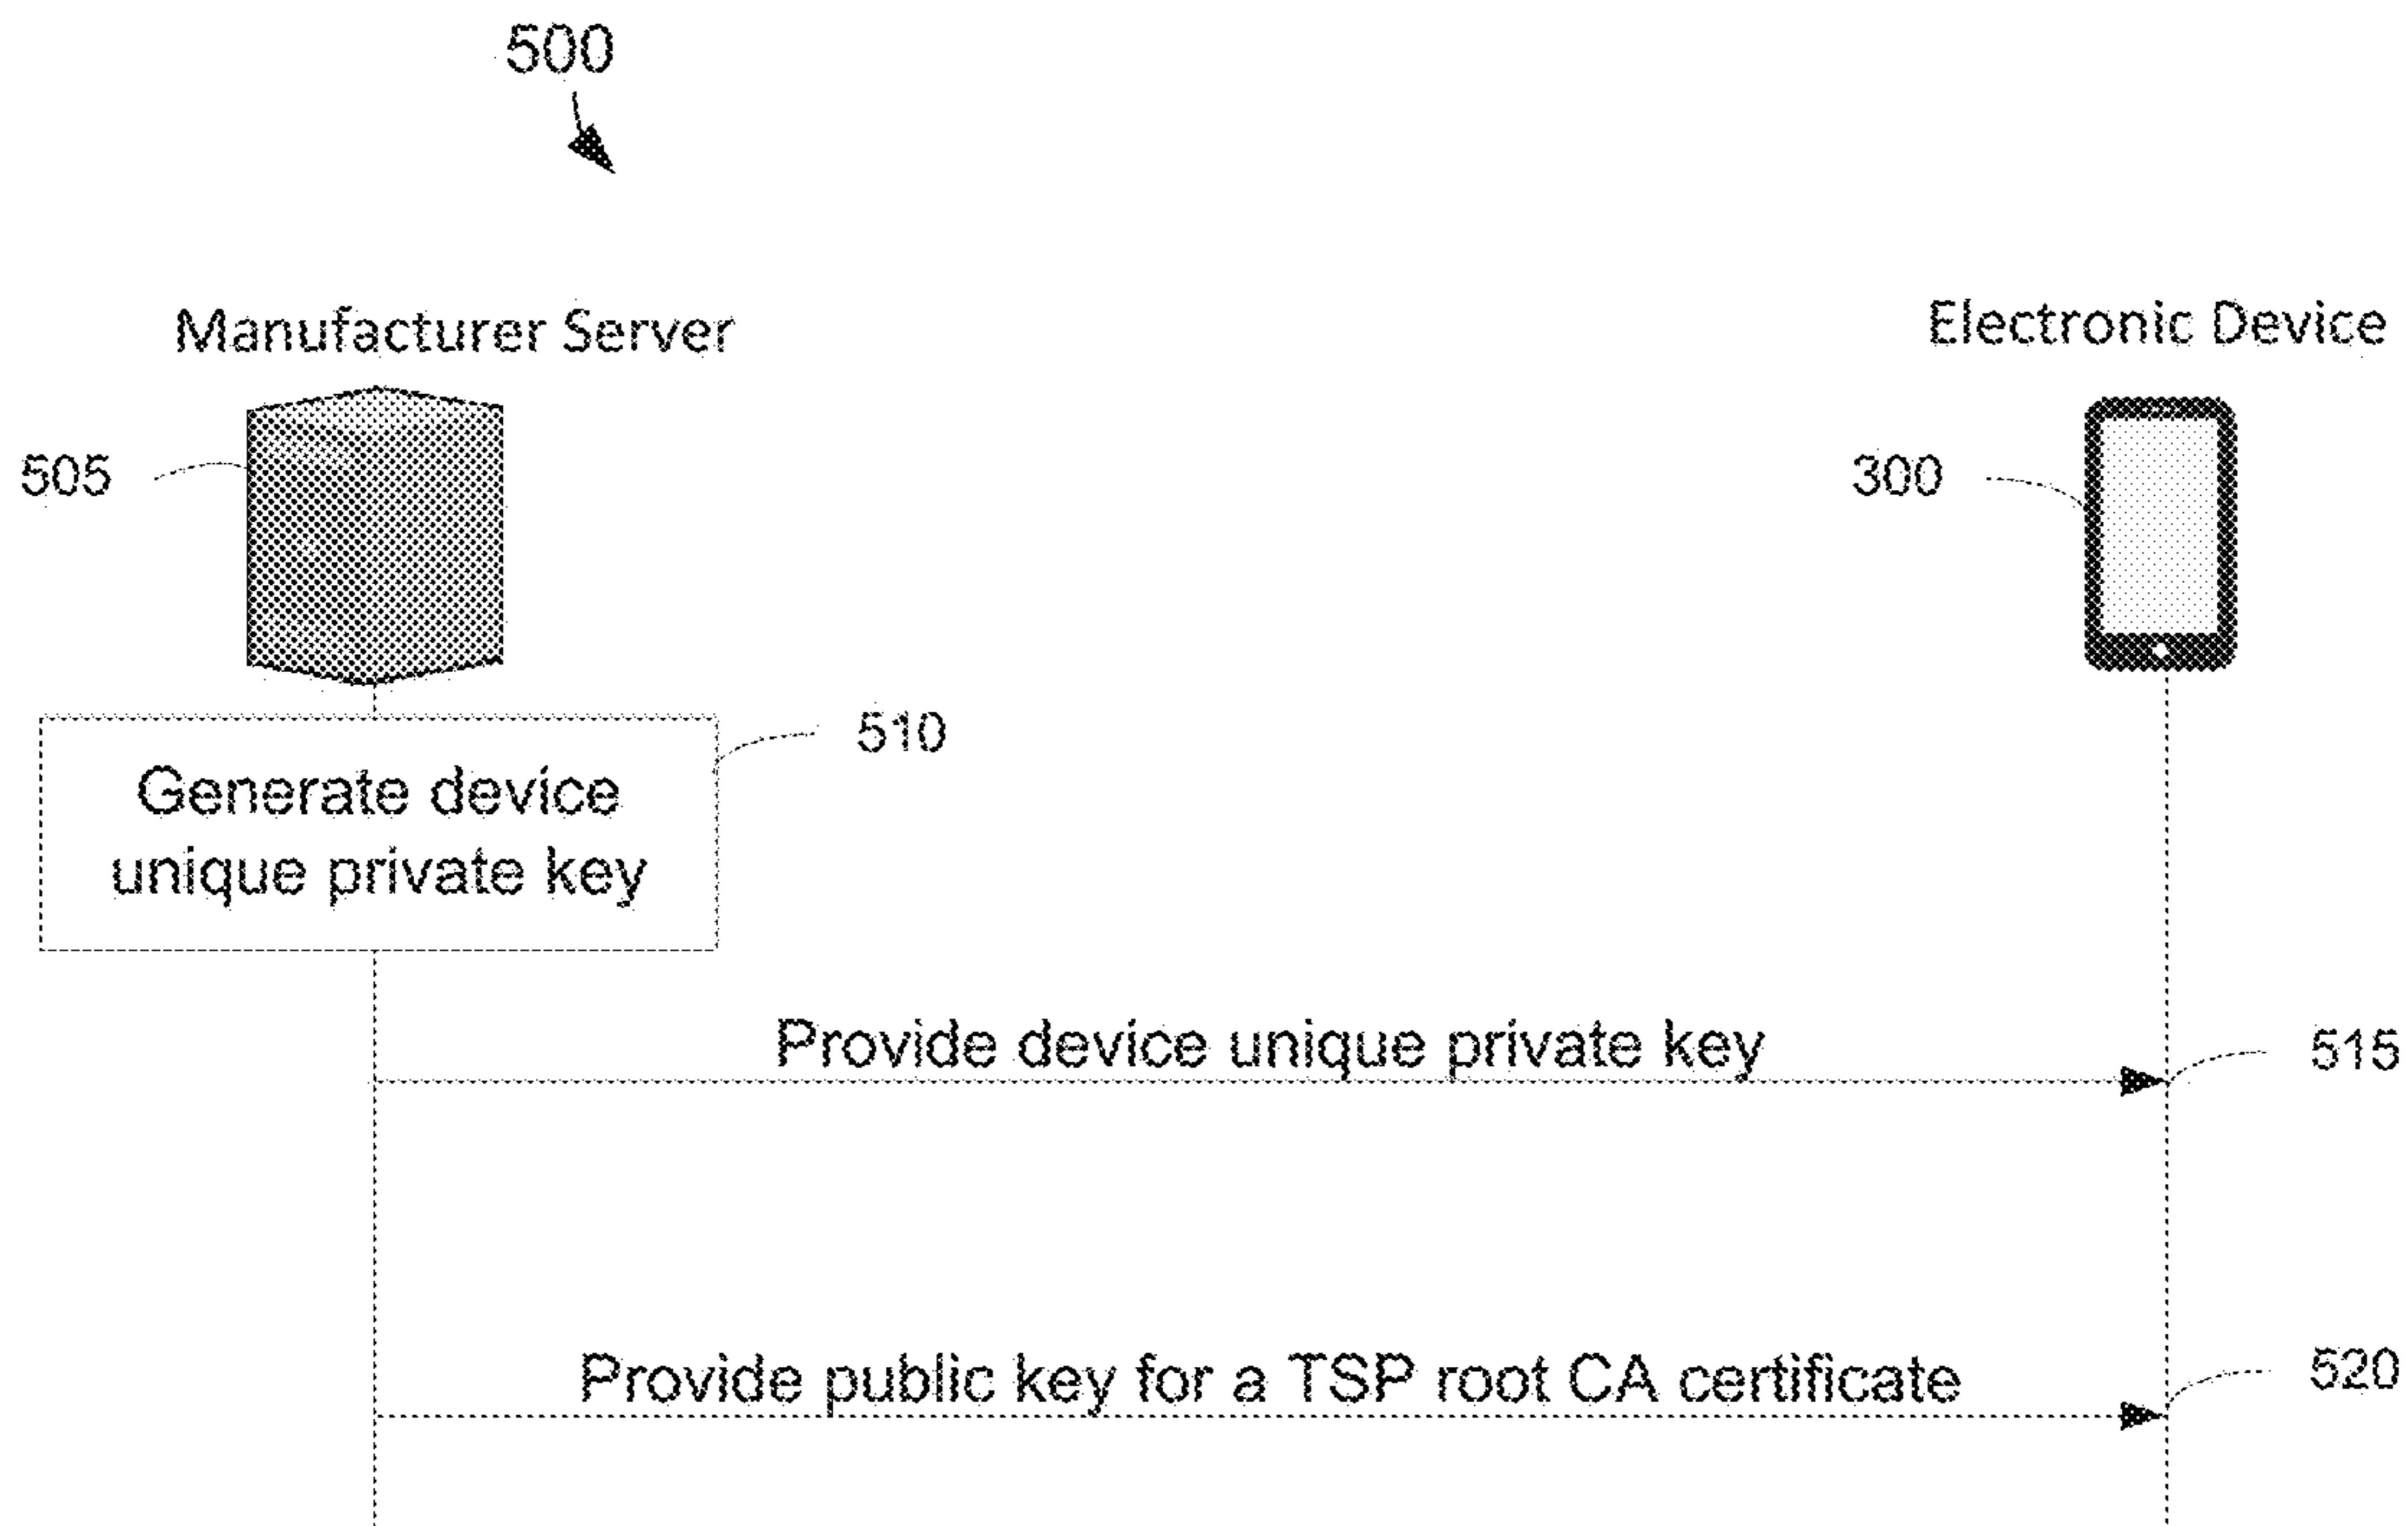 500
Manufacturer Server
Electronic Device
505
300
510
Generate device
unique private key
Provide device unique private key
515
Provide public key for a TSP root CA certificate
520